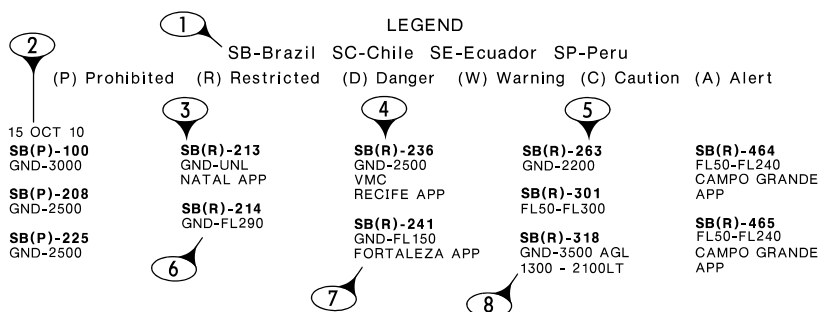 LEGEND
1
SB-Brazil SC-Chile SE-Ecuador SP-Peru
2
(P) Prohibited (R) Restricted (D) Danger (W) Warning (C) Caution (A) Alert
3
4
5
15 OCT 10
SB(P)-100
GND-3000
SB(P)-208
GND-2500
SB(P)-225
GND-2500
SB(R)-213
GND-UNL
NATAL APP
SB(R)-214
GND-FL290
6
SB(R)-236
GND-2500
VMC
RECIFE APP
SB(R)-241
GND-FL150
FORTALEZA APP
7
SB(R)-263
GND-2200
SB(R)-301
FL50-FL300
SB(R)-318
GND-3500 AGL
1300 - 2100LT
8
SB(R)-464
FL50-FL240
CAMPO GRANDE
APP
SB(R)-465
FL50-FL240
CAMPO GRANDE
APP